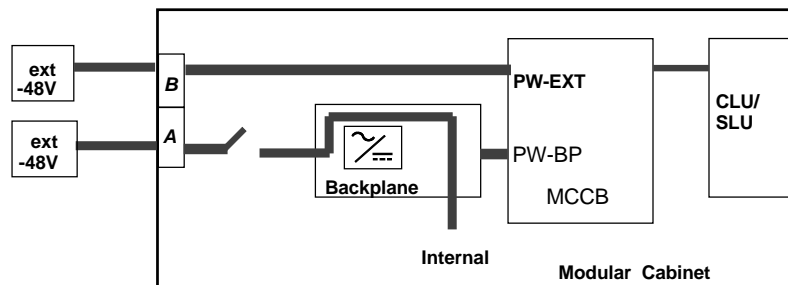 ext
-48V
B
PW-EXT
CLU/
SLU
ext
-48V
A
PW-BP
Backplane
MCCB
Internal
Modular Cabinet